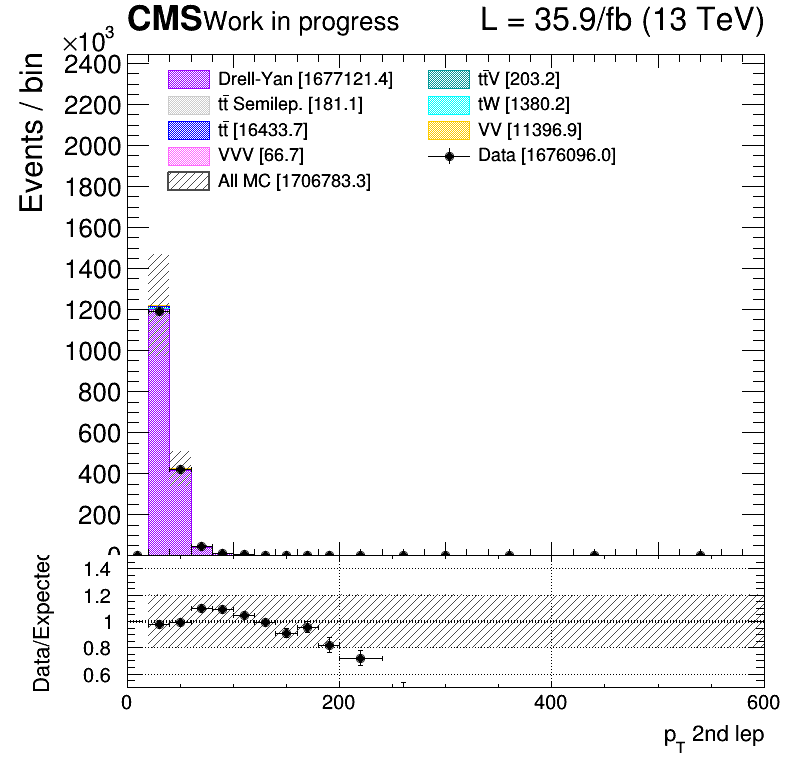 CMS Work in progress L = 35.9/fb (13 TeV)
×10³
Events / bin
2400
2200
2000
1800
1600
1400
1200
1000
800
600
400
200
0
Drell-Yan [1677121.4]
tt̄ Semilep. [181.1]
tt̄ [16433.7]
VVV [66.7]
All MC [1706783.3]
tt̄V [203.2]
tW [1380.2]
VV [11396.9]
Data [1676096.0]
Data/Expected
1.4
1.2
1
0.8
0.6
0 200 400 600
p_T 2nd lep